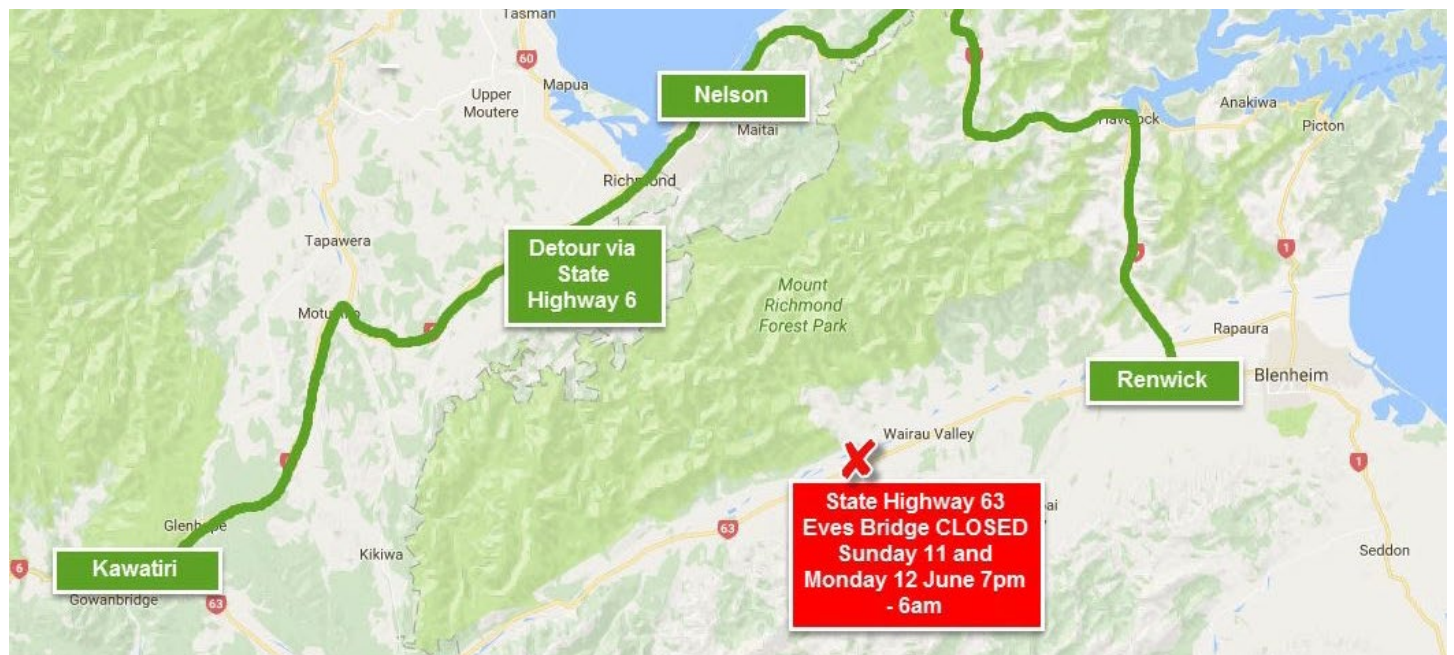 Tasman
60
Mapua
Upper
Moutere
Nelson
Maitai
Havelock
Anakiwa
Picton
Richmond
Tapawera
Detour via
State
Highway 6
1
Mount
Richmond
Forest Park
Rapaura
Renwick
Blenheim
Wairau Valley
State Highway 63
Eves Bridge CLOSED
Sunday 11 and
Monday 12 June 7pm
- 6am
63
1
Seddon
Glenhope
Kikiwa
6
Kawatiri
Gowanbridge
63